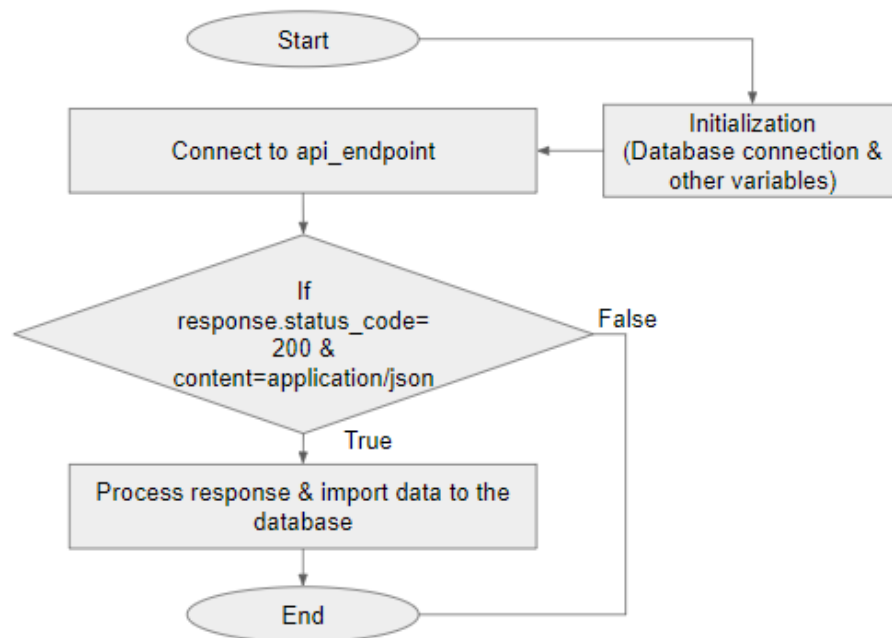 Start
Initialization
(Database connection &
other variables)
Connect to api_endpoint
If
response.status_code=
200 &
content=application/json
False
True
Process response & import data to the
database
End